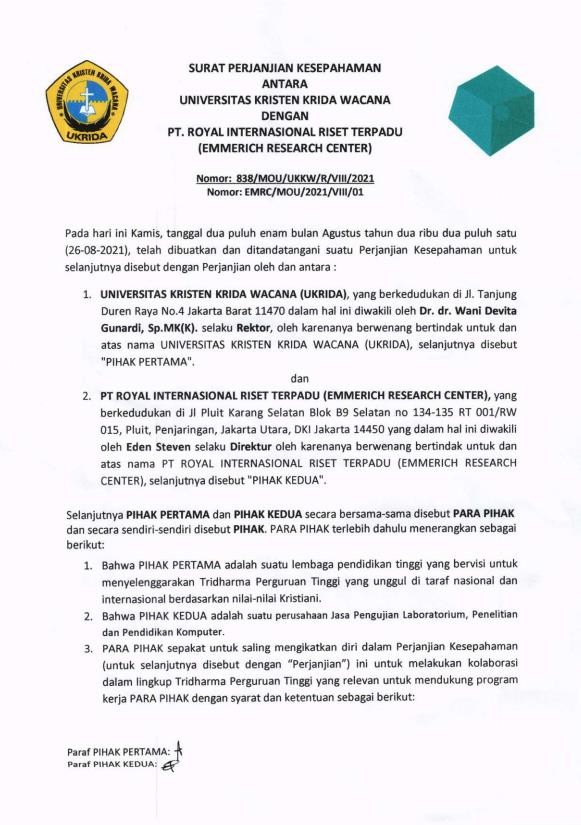 UNIVERSITAS KRISTEN KRIDA WACANA
UKRIDA
SURAT PERJANJIAN KESEPAHAMAN
ANTARA
UNIVERSITAS KRISTEN KRIDA WACANA
DENGAN
PT. ROYAL INTERNASIONAL RISET TERPADU
(EMMERICH RESEARCH CENTER)
Nomor: 838/MOU/UKKW/R/VIII/2021
Nomor: EMRC/MOU/2021/VIII/01
Pada hari ini Kamis, tanggal dua puluh enam bulan Agustus tahun dua ribu dua puluh satu
(26-08-2021), telah dibuatkan dan ditandatangani suatu Perjanjian Kesepahaman untuk
selanjutnya disebut dengan Perjanjian oleh dan antara :
1. UNIVERSITAS KRISTEN KRIDA WACANA (UKRIDA), yang berkedudukan di Jl. Tanjung
Duren Raya No.4 Jakarta Barat 11470 dalam hal ini diwakili oleh Dr. dr. Wani Devita
Gunardi, Sp.MK(K). selaku Rektor, oleh karenanya berwenang bertindak untuk dan
atas nama UNIVERSITAS KRISTEN KRIDA WACANA (UKRIDA), selanjutnya disebut
"PIHAK PERTAMA".
dan
2. PT ROYAL INTERNASIONAL RISET TERPADU (EMMERICH RESEARCH CENTER), yang
berkedudukan di Jl Pluit Karang Selatan Blok B9 Selatan no 134-135 RT 001/RW
015, Pluit, Penjaringan, Jakarta Utara, DKI Jakarta 14450 yang dalam hal ini diwakili
oleh Eden Steven selaku Direktur oleh karenanya berwenang bertindak untuk dan
atas nama PT ROYAL INTERNASIONAL RISET TERPADU (EMMERICH RESEARCH
CENTER), selanjutnya disebut "PIHAK KEDUA".
Selanjutnya PIHAK PERTAMA dan PIHAK KEDUA secara bersama-sama disebut PARA PIHAK
dan secara sendiri-sendiri disebut PIHAK. PARA PIHAK terlebih dahulu menerangkan sebagai
berikut:
1. Bahwa PIHAK PERTAMA adalah suatu lembaga pendidikan tinggi yang bervisi untuk
menyelenggarakan Tridharma Perguruan Tinggi yang unggul di taraf nasional dan
internasional berdasarkan nilai-nilai Kristiani.
2. Bahwa PIHAK KEDUA adalah suatu perusahaan Jasa Pengujian Laboratorium, Penelitian
dan Pendidikan Komputer.
3. PARA PIHAK sepakat untuk saling mengikatkan diri dalam Perjanjian Kesepahaman
(untuk selanjutnya disebut dengan “Perjanjian”) ini untuk melakukan kolaborasi
dalam lingkup Tridharma Perguruan Tinggi yang relevan untuk mendukung program
kerja PARA PIHAK dengan syarat dan ketentuan sebagai berikut:
Paraf PIHAK PERTAMA:
Paraf PIHAK KEDUA: